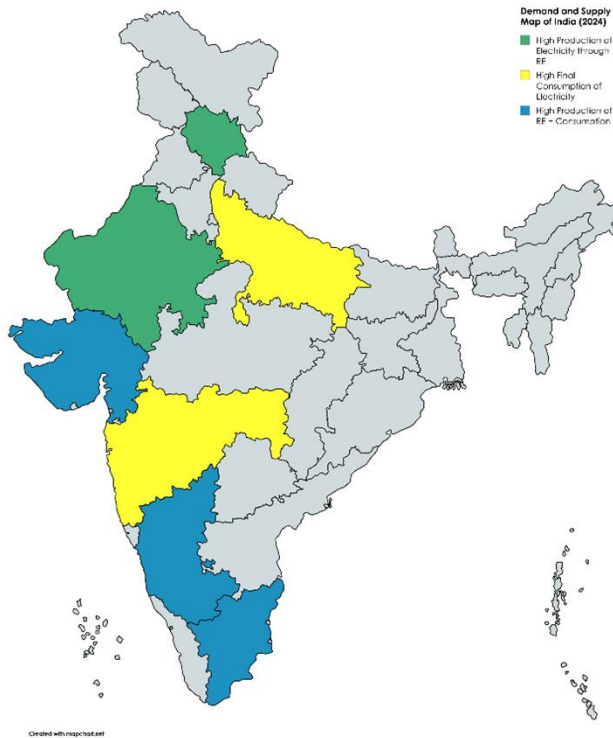 Demand and Supply
Map of India (2024)
High Production of
Electricity through
RE
High Final
Consumption of
Electricity
High Production of
RE + Consumption
Created with mapchart.net